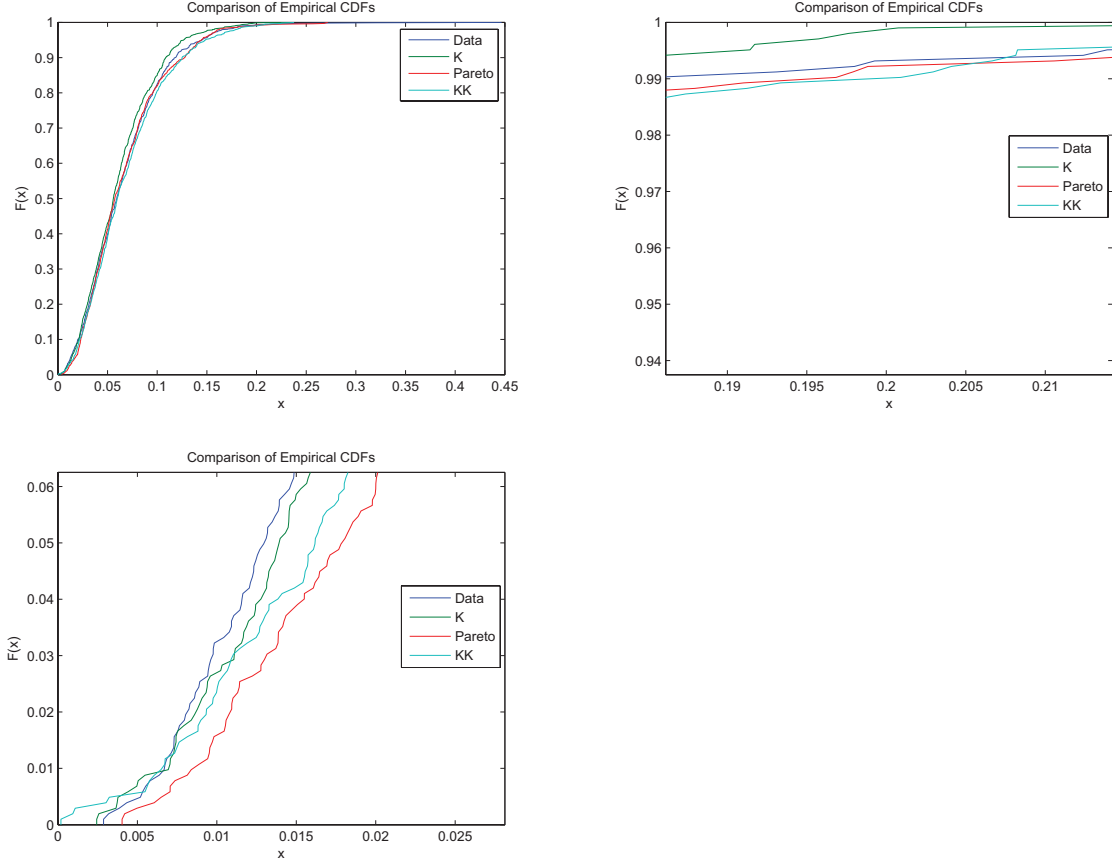 Comparison of Empirical CDFs
1
0.9
0.8
0.7
0.6
0.5
0.4
0.3
0.2
0.1
0
F(x)
0 0.05 0.1 0.15 0.2 0.25 0.3 0.35 0.4 0.45
x
Data
K
Pareto
KK
Comparison of Empirical CDFs
1
0.99
0.98
0.97
0.96
0.95
0.94
F(x)
0.19 0.195 0.2 0.205 0.21
x
Data
K
Pareto
KK
Comparison of Empirical CDFs
0.06
0.05
0.04
0.03
0.02
0.01
0
F(x)
0 0.005 0.01 0.015 0.02 0.025
x
Data
K
Pareto
KK